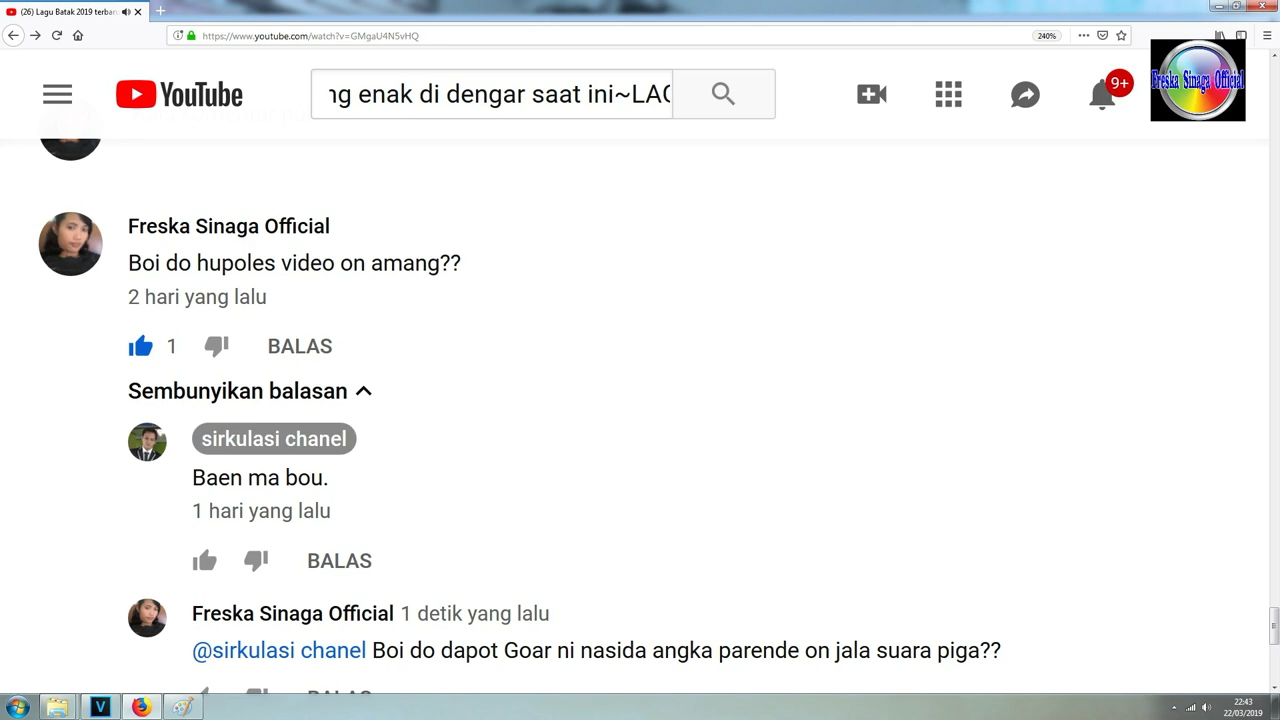 (26) Lagu Batak 2019 terbar
https://www.youtube.com/watch?v=GMgaU4N5vHQ
240%
YouTube
ng enak di dengar saat ini~LAG
9+
Freska Sinaga Official
Freska Sinaga Official
Boi do hupoles video on amang??
2 hari yang lalu
1
BALAS
Sembunyikan balasan
sirkulasi chanel
Baen ma bou.
1 hari yang lalu
BALAS
Freska Sinaga Official 1 detik yang lalu
@sirkulasi chanel Boi do dapot Goar ni nasida angka parende on jala suara piga??
BALAS
22:43
22/03/2019